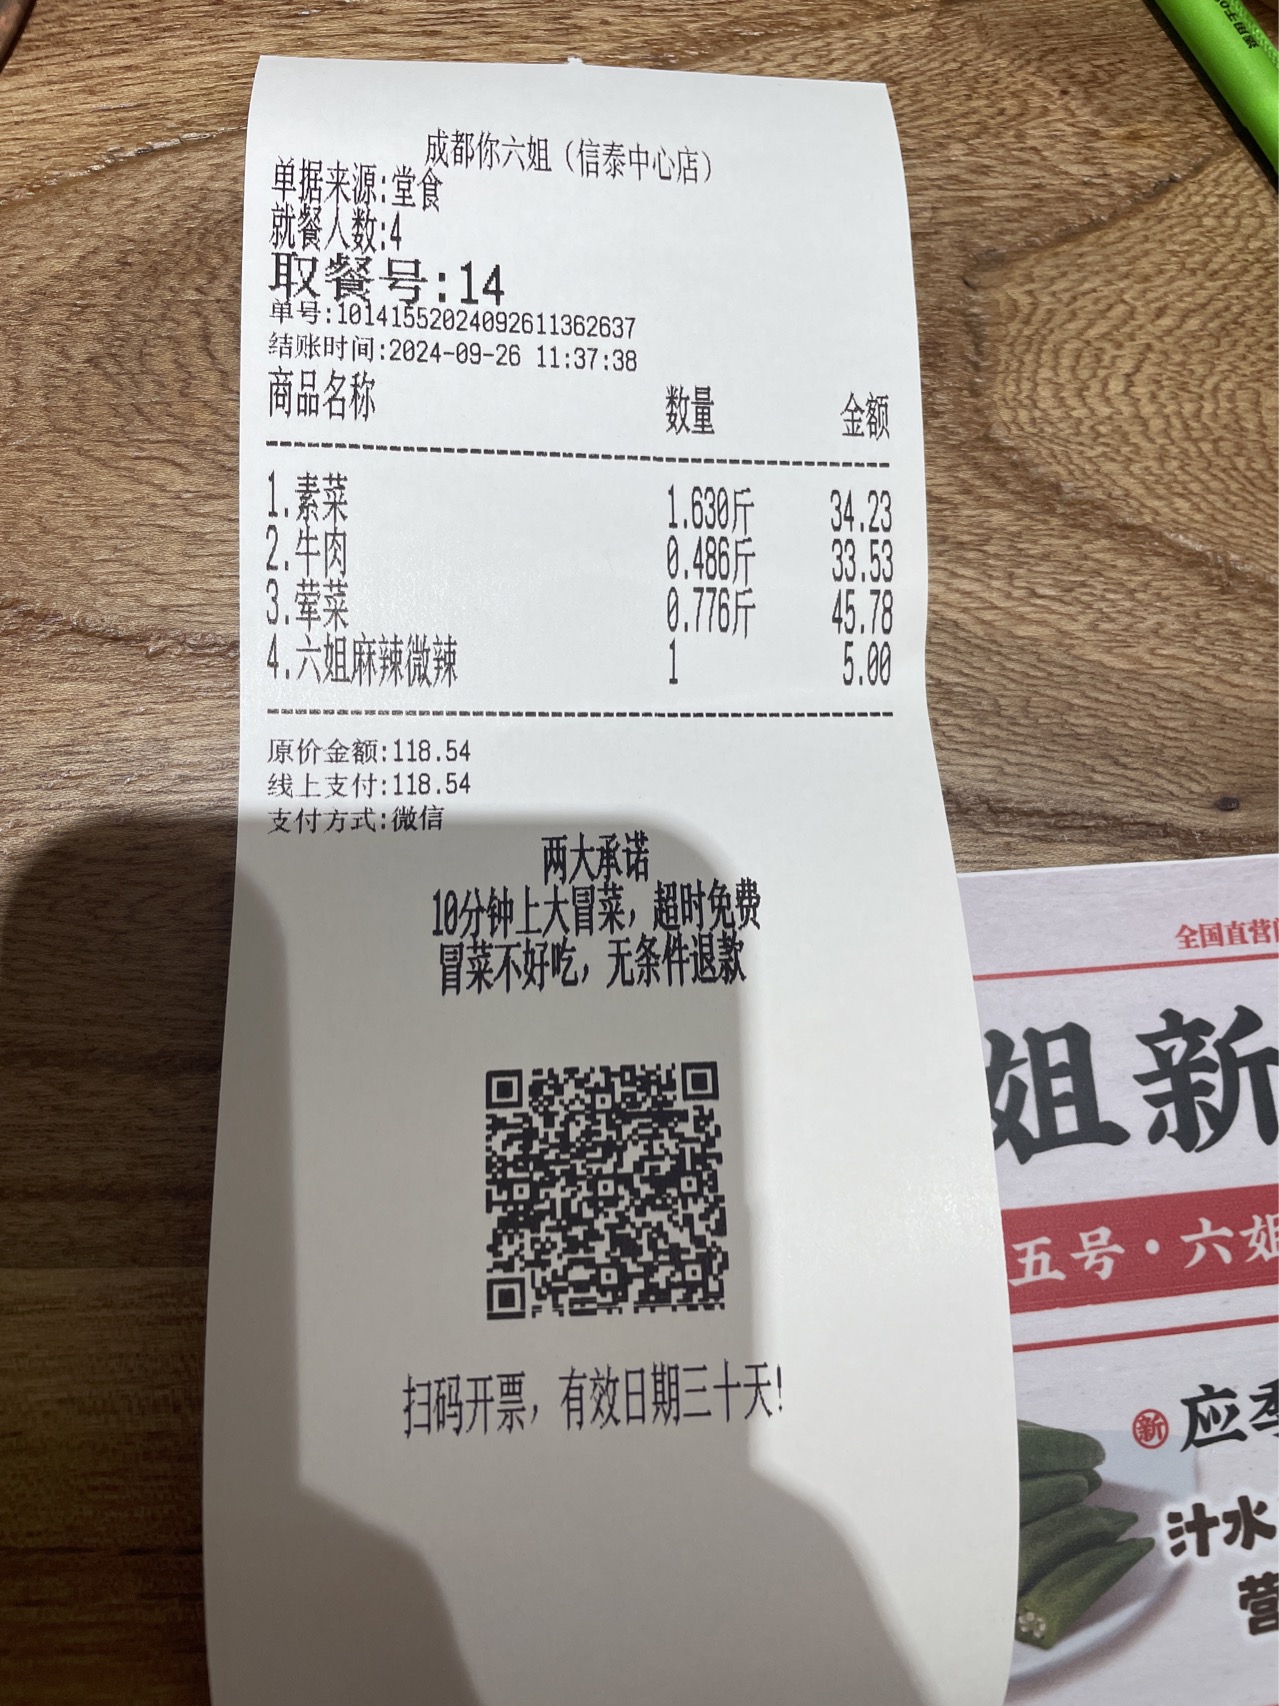 成都你六姐（信泰中心店）
单据来源:堂食
就餐人数:4
取餐号:14
单号:10141552024092611362637
结账时间:2024-09-26 11:37:38
商品名称 数量 金额
1.素菜 1.630斤 34.23
2.牛肉 0.486斤 33.53
3.荤菜 0.776斤 45.78
4.六姐麻辣微辣 1 5.00
原价金额:118.54
线上支付:118.54
支付方式:微信
两大承诺
10分钟上大冒菜，超时免费
冒菜不好吃，无条件退款
扫码开票，有效日期三十天!
全国直营
姐新
五号·六姐
新 应季
汁水
营